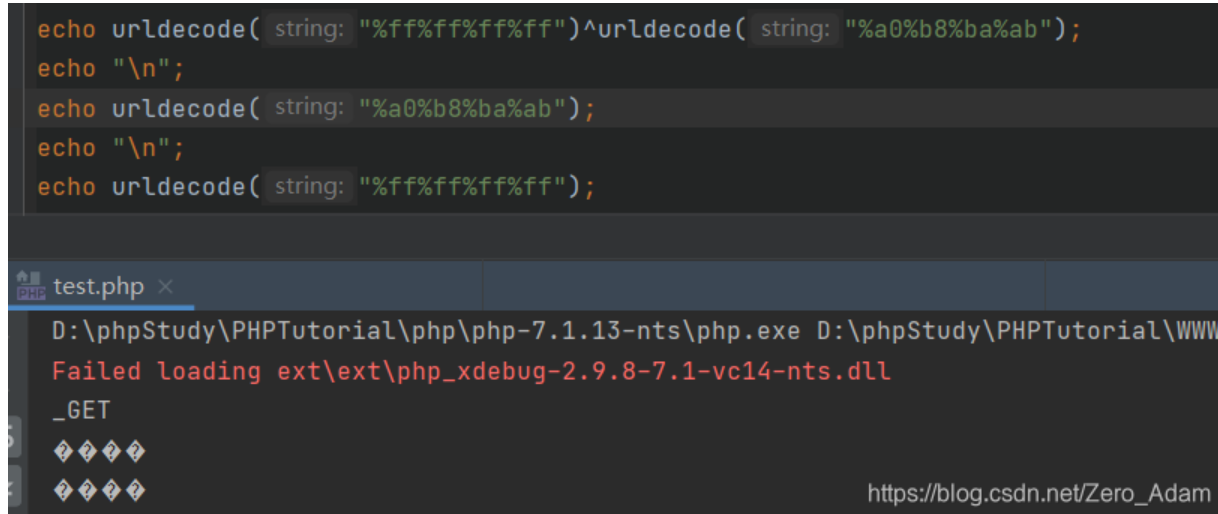 echo urldecode( string: "%ff%ff%ff%ff")^urldecode( string: "%a0%b8%ba%ab");
echo "\n";
echo urldecode( string: "%a0%b8%ba%ab");
echo "\n";
echo urldecode( string: "%ff%ff%ff%ff");
PHP test.php ×
D:\phpStudy\PHPTutorial\php\php-7.1.13-nts\php.exe D:\phpStudy\PHPTutorial\WWW
Failed loading ext\ext\php_xdebug-2.9.8-7.1-vc14-nts.dll
_GET
����
����
https://blog.csdn.net/Zero_Adam